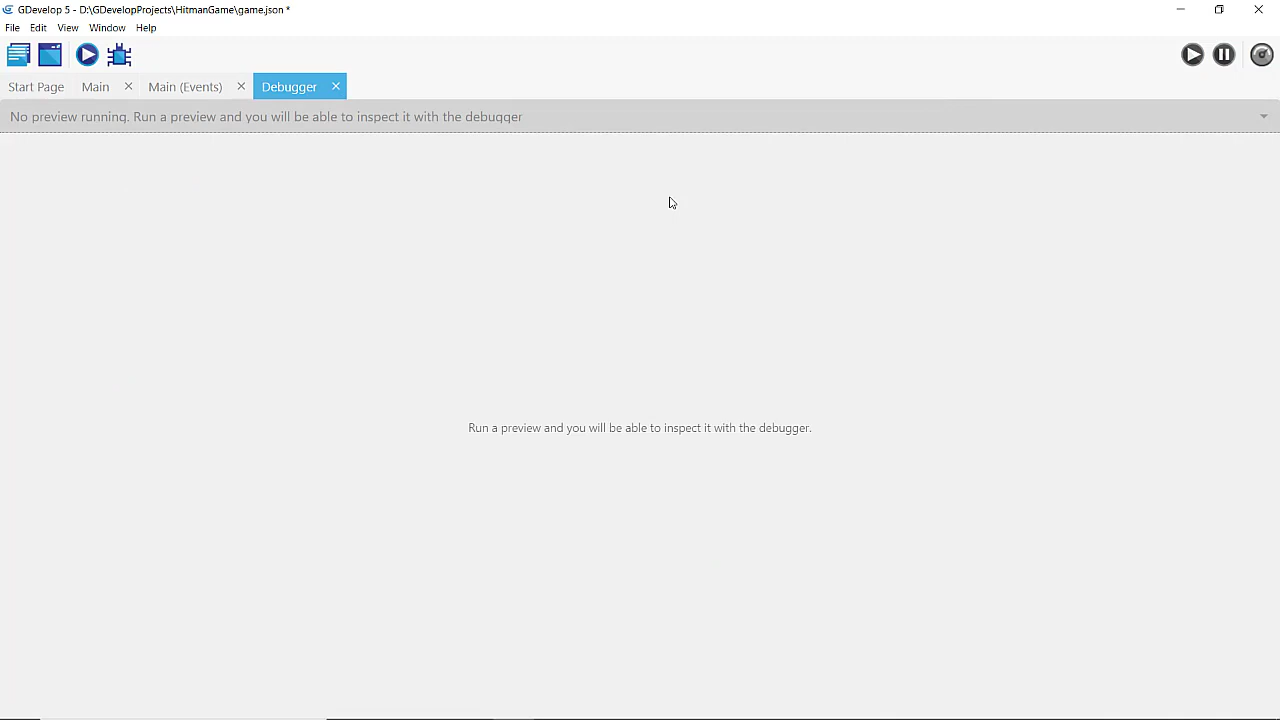 GDevelop 5 - D:\GDevelopProjects\HitmanGame\game.json *
File Edit View Window Help
Start Page Main Main (Events) Debugger
No preview running. Run a preview and you will be able to inspect it with the debugger
Run a preview and you will be able to inspect it with the debugger.